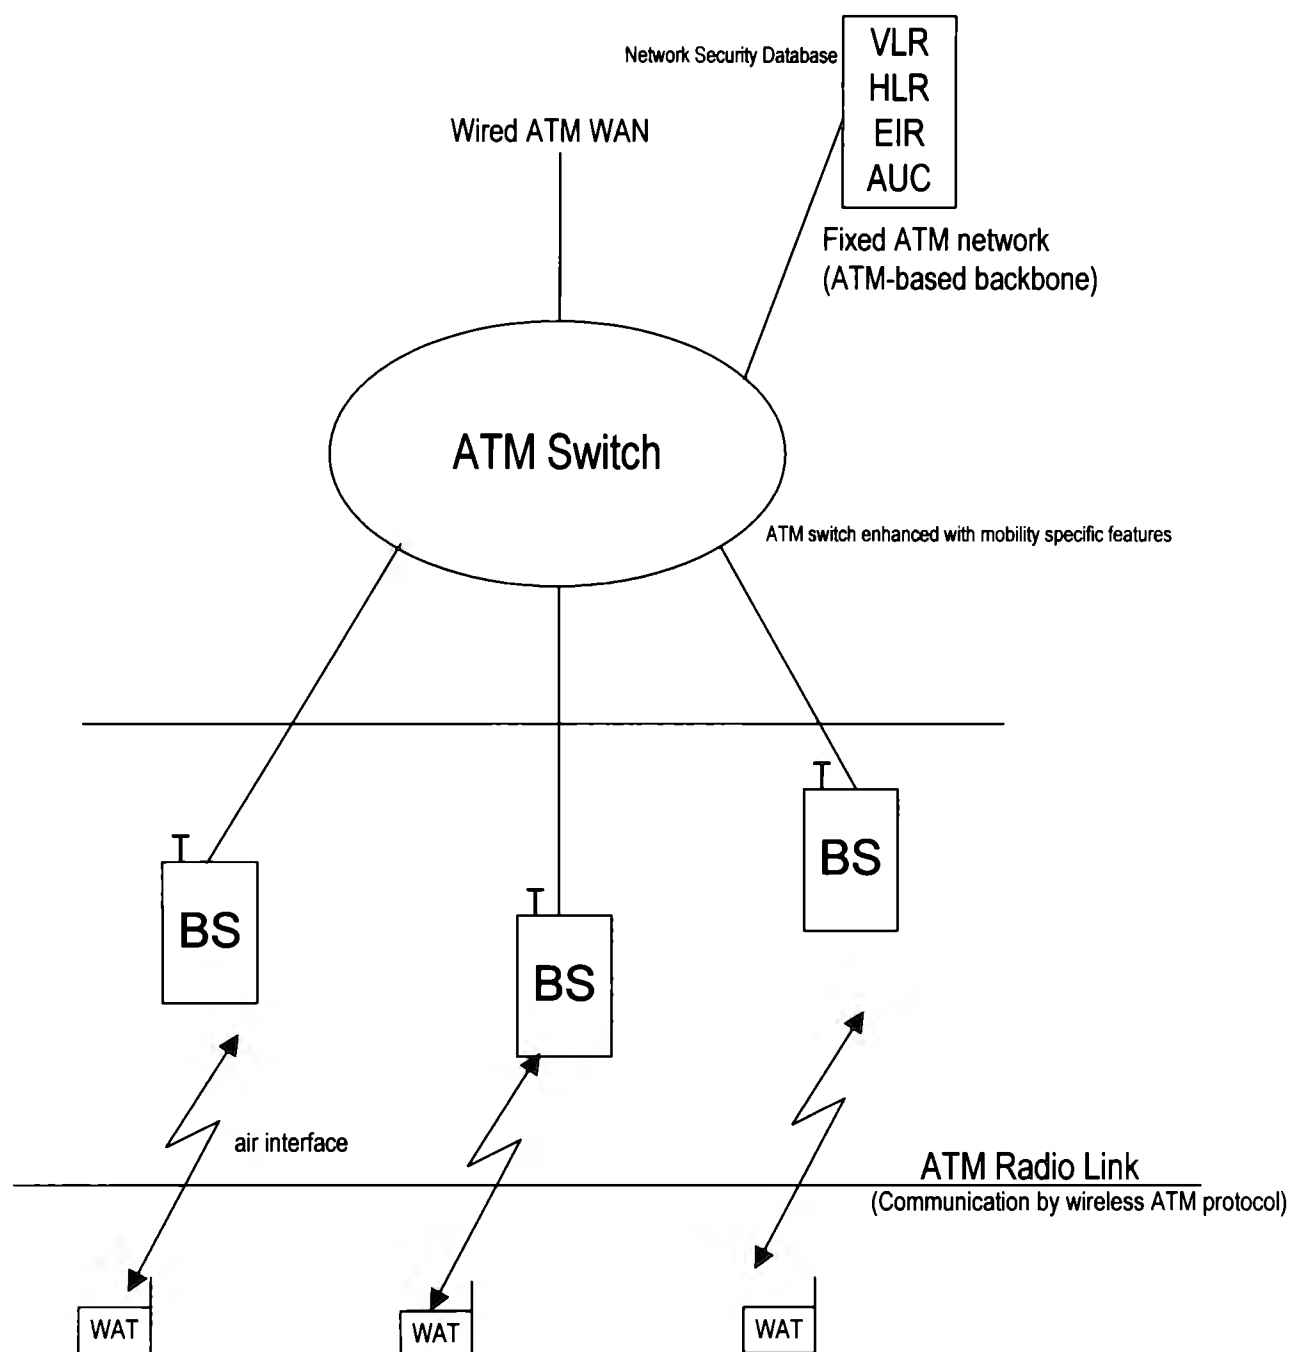 Network Security Database
VLR
HLR
EIR
AUC
Wired ATM WAN
Fixed ATM network
(ATM-based backbone)
ATM Switch
ATM switch enhanced with mobility specific features
BS
BS
BS
air interface
ATM Radio Link
(Communication by wireless ATM protocol)
WAT
WAT
WAT